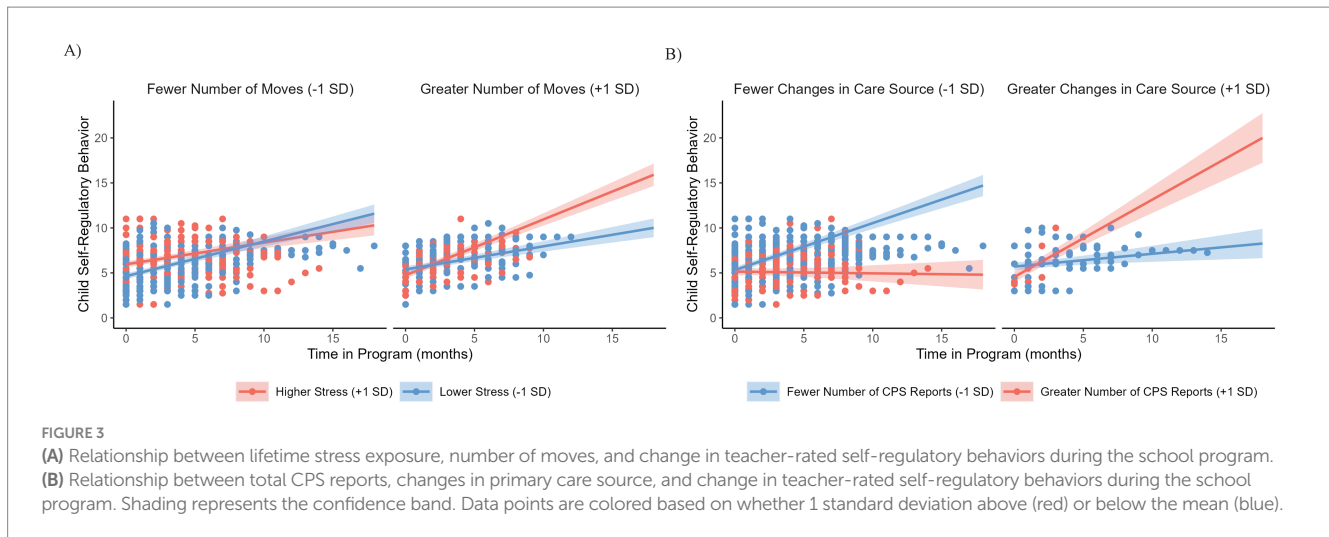 A)
B)
Fewer Number of Moves (-1 SD)
Greater Number of Moves (+1 SD)
Fewer Changes in Care Source (-1 SD)
Greater Changes in Care Source (+1 SD)
Child Self-Regulatory Behavior
20
15
10
5
0
0
5
10
15
0
5
10
15
Time in Program (months)
Child Self-Regulatory Behavior
20
15
10
5
0
0
5
10
15
0
5
10
15
Time in Program (months)
Higher Stress (+1 SD)
Lower Stress (-1 SD)
Fewer Number of CPS Reports (-1 SD)
Greater Number of CPS Reports (+1 SD)
FIGURE 3
(A) Relationship between lifetime stress exposure, number of moves, and change in teacher-rated self-regulatory behaviors during the school program.
(B) Relationship between total CPS reports, changes in primary care source, and change in teacher-rated self-regulatory behaviors during the school
program. Shading represents the confidence band. Data points are colored based on whether 1 standard deviation above (red) or below the mean (blue).